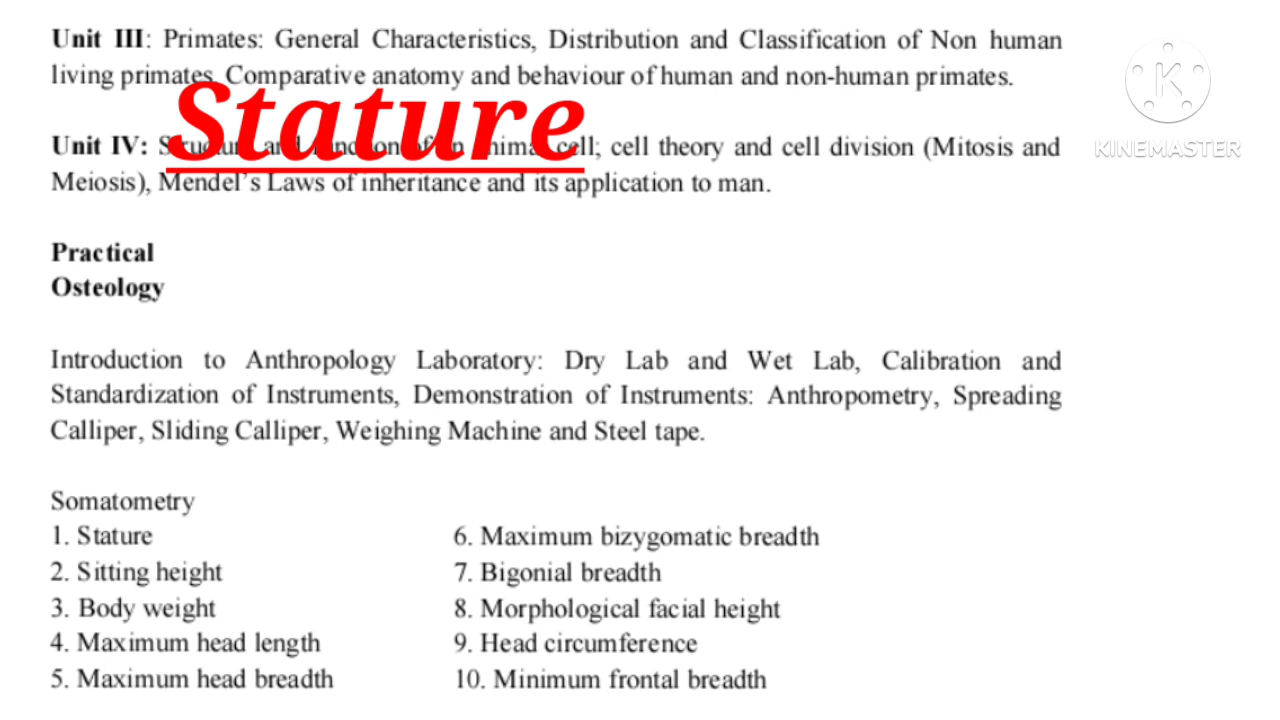 Unit III: Primates: General Characteristics, Distribution and Classification of Non human
living primates. Comparative anatomy and behaviour of human and non-human primates.
Stature
Unit IV: cell; cell theory and cell division (Mitosis and
Meiosis), Mendel's Laws of inheritance and its application to man.
Practical
Osteology
Introduction to Anthropology Laboratory: Dry Lab and Wet Lab, Calibration and
Standardization of Instruments, Demonstration of Instruments: Anthropometry, Spreading
Calliper, Sliding Calliper, Weighing Machine and Steel tape.
Somatometry
1. Stature
2. Sitting height
3. Body weight
4. Maximum head length
5. Maximum head breadth
6. Maximum bizygomatic breadth
7. Bigonial breadth
8. Morphological facial height
9. Head circumference
10. Minimum frontal breadth
K
KINEMASTER